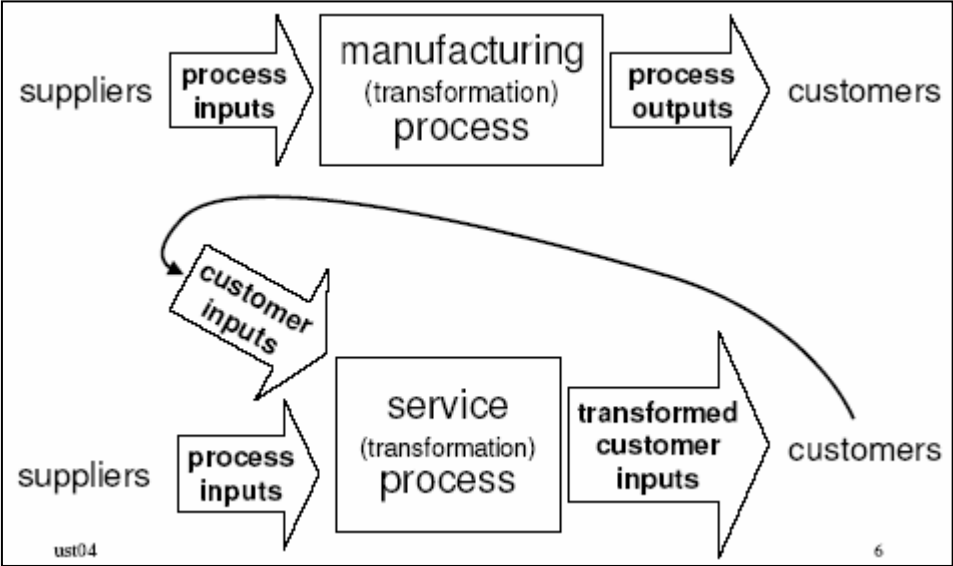 suppliers
process
inputs
manufacturing
(transformation)
process
process
outputs
customers
customer
inputs
suppliers
process
inputs
service
(transformation)
process
transformed
customer
inputs
customers
ust04
6